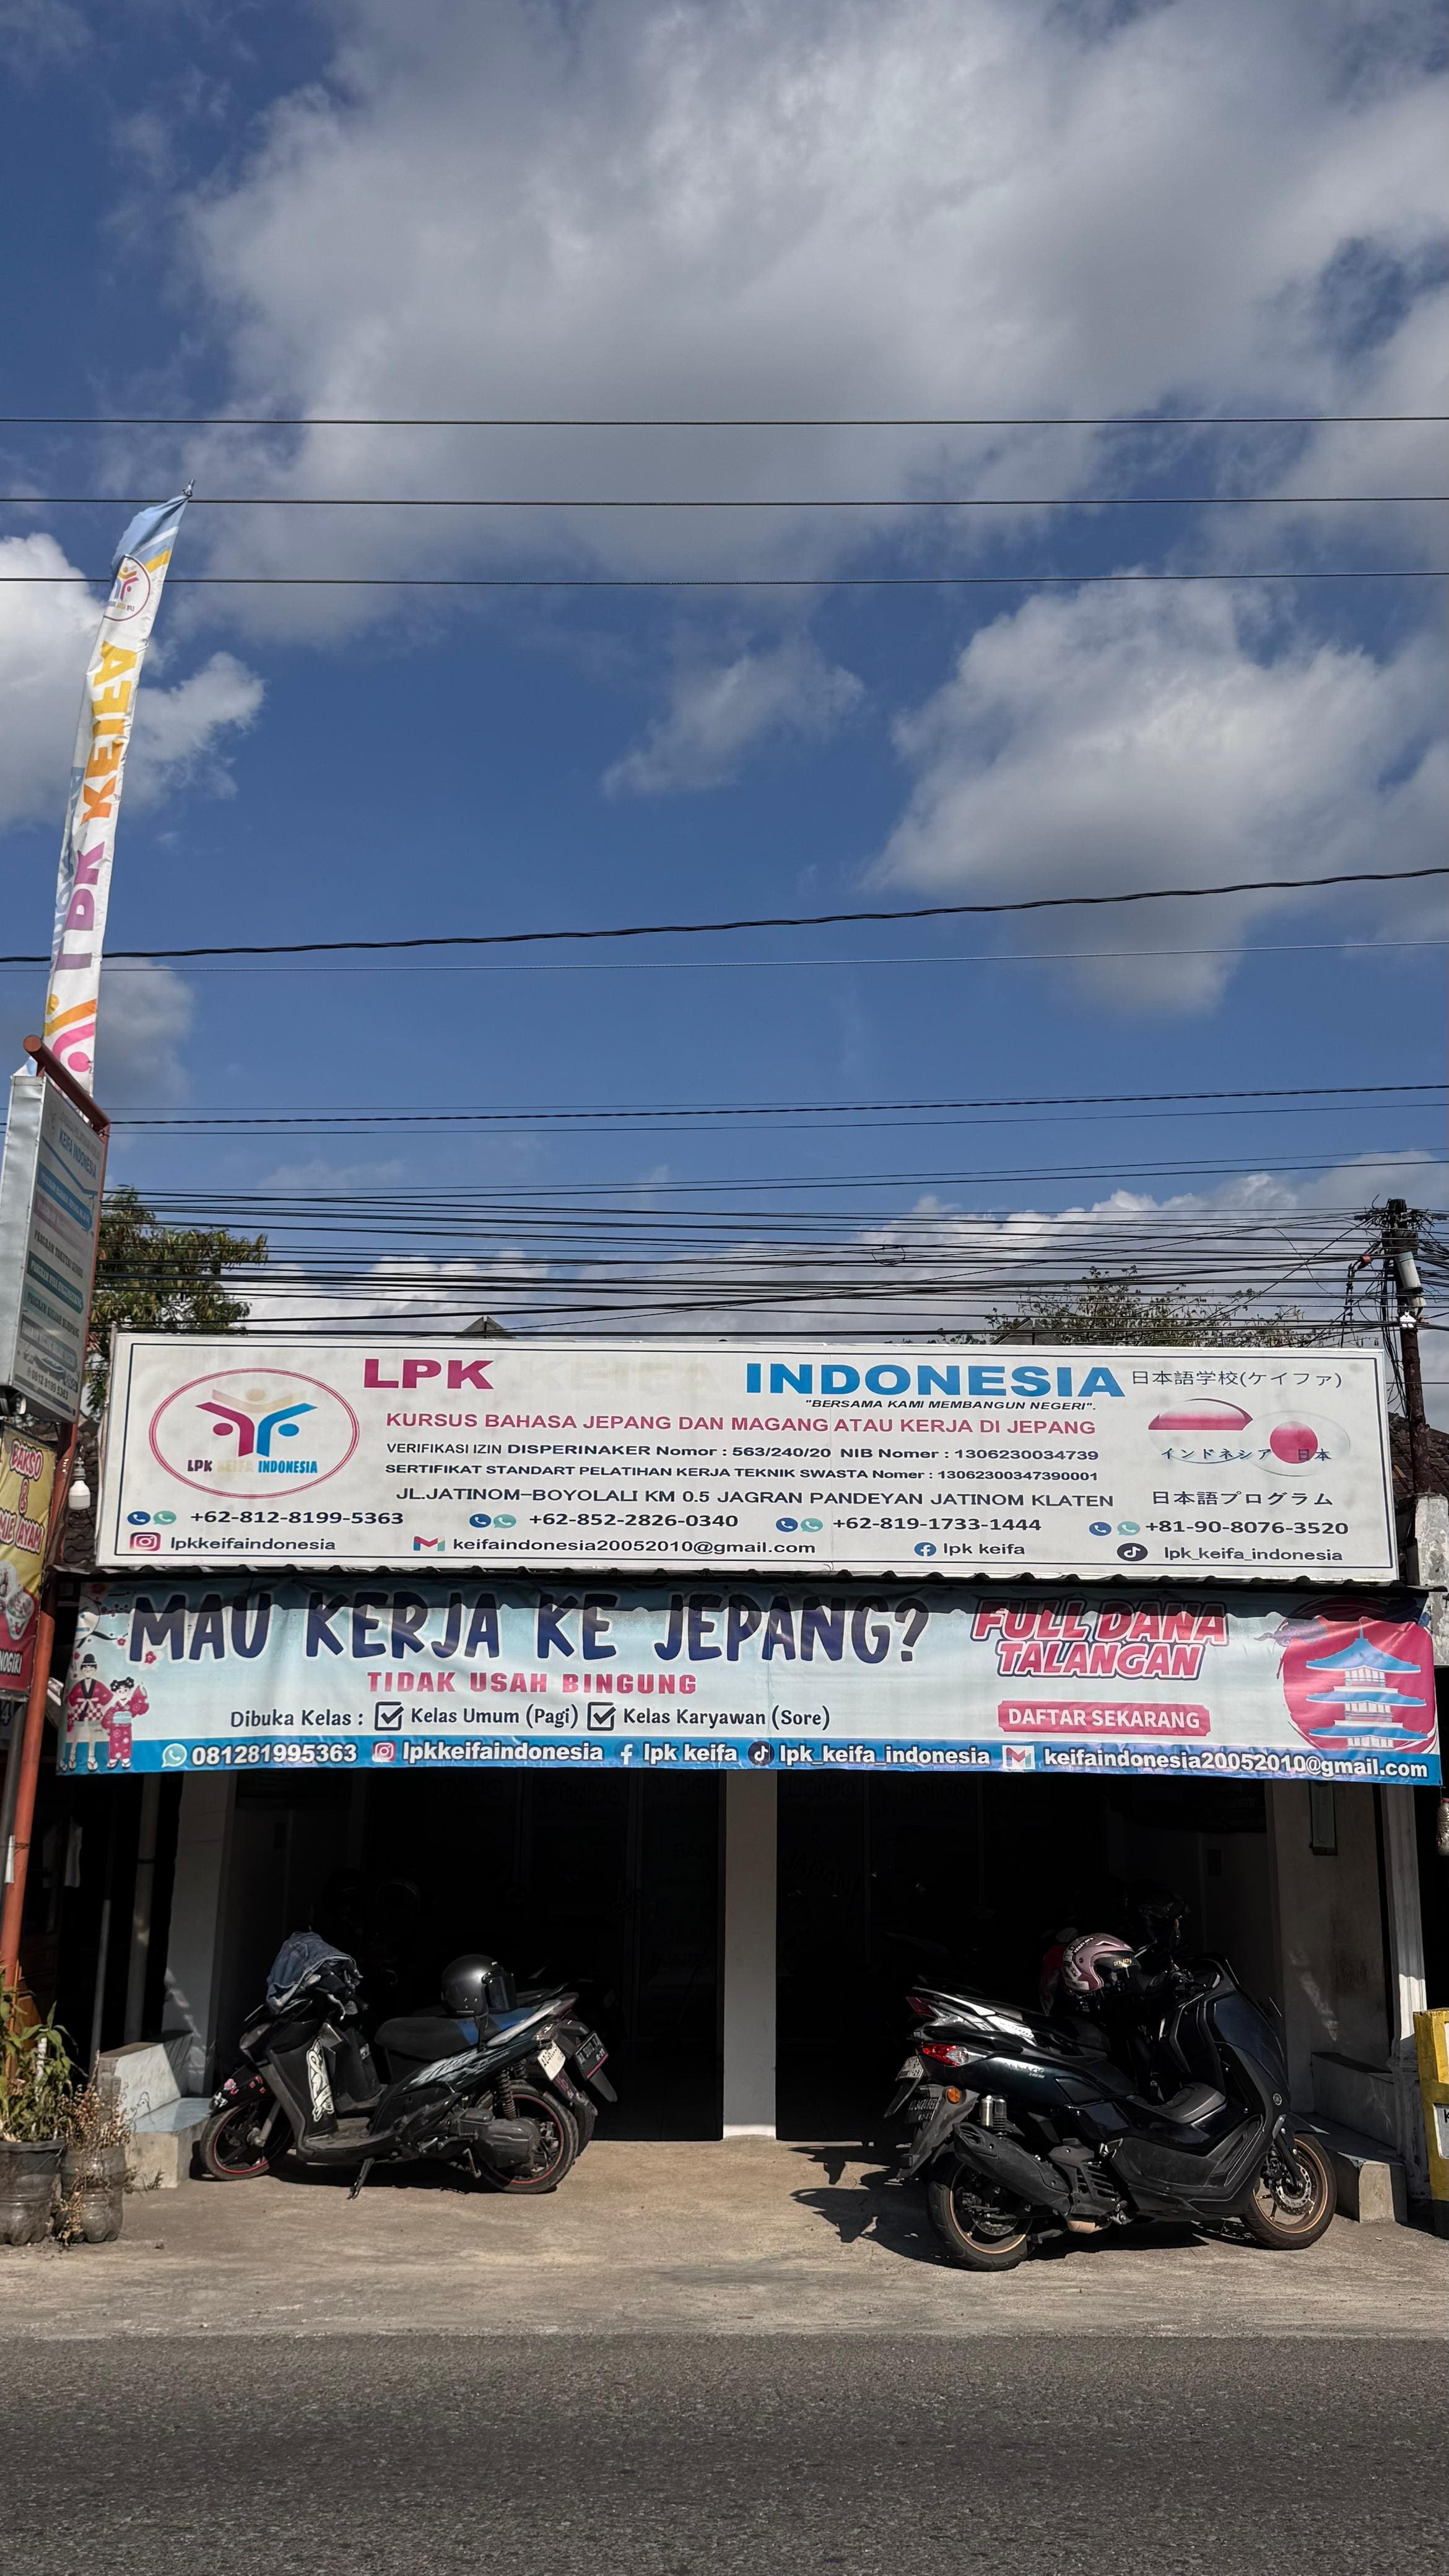 LPK KEIFA
KEIFA INDONESIA
BAKSO
&
MIE AYAM
LPK KEIFA INDONESIA
LPK KEIFA INDONESIA
日本語学校(ケイファ)
"BERSAMA KAMI MEMBANGUN NEGERI".
KURSUS BAHASA JEPANG DAN MAGANG ATAU KERJA DI JEPANG
VERIFIKASI IZIN DISPERINAKER Nomor : 563/240/20 NIB Nomer : 1306230034739
SERTIFIKAT STANDART PELATIHAN KERJA TEKNIK SWASTA Nomer : 13062300347390001
JL.JATINOM-BOYOLALI KM 0.5 JAGRAN PANDEYAN JATINOM KLATEN
インドネシア 日本
日本語プログラム
+62-812-8199-5363 +62-852-2826-0340 +62-819-1733-1444 +81-90-8076-3520
lpkkeifaindonesia keifaindonesia20052010@gmail.com lpk keifa lpk_keifa_indonesia
MAU KERJA KE JEPANG?
TIDAK USAH BINGUNG
Dibuka Kelas : Kelas Umum (Pagi) Kelas Karyawan (Sore)
FULL DANA
TALANGAN
DAFTAR SEKARANG
081281995363 lpkkeifaindonesia lpk keifa lpk_keifa_indonesia keifaindonesia20052010@gmail.com